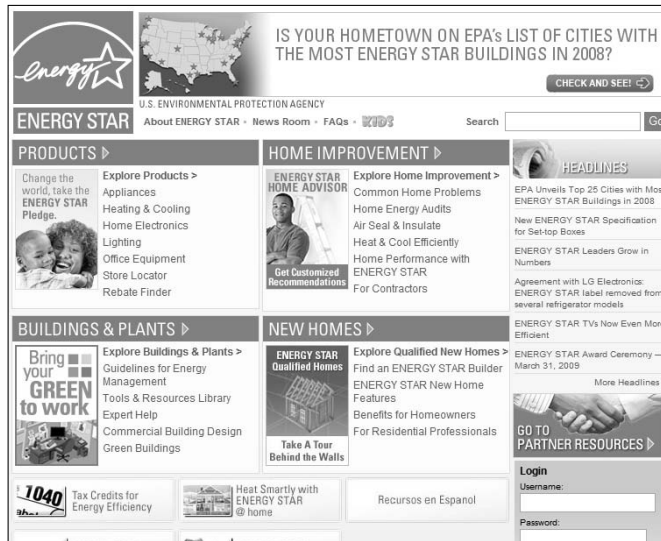 IS YOUR HOMETOWN ON EPA's LIST OF CITIES WITH
THE MOST ENERGY STAR BUILDINGS IN 2008?
CHECK AND SEE!
energy
ENERGY STAR
U.S. ENVIRONMENTAL PROTECTION AGENCY
About ENERGY STAR • News Room • FAQs • KIDS
Search
Go
PRODUCTS
Change the
world, take the
ENERGY STAR
Pledge.
Explore Products >
Appliances
Heating & Cooling
Home Electronics
Lighting
Office Equipment
Store Locator
Rebate Finder
HOME IMPROVEMENT
ENERGY STAR
HOME ADVISOR
Get Customized
Recommendations
Explore Home Improvement >
Common Home Problems
Home Energy Audits
Air Seal & Insulate
Heat & Cool Efficiently
Home Performance with
ENERGY STAR
For Contractors
HEADLINES
EPA Unveils Top 25 Cities with Mos
ENERGY STAR Buildings in 2008
New ENERGY STAR Specification
for Set-top Boxes
ENERGY STAR Leaders Grow in
Numbers
Agreement with LG Electronics:
ENERGY STAR label removed from
several refrigerator models
ENERGY STAR TVs Now Even More
Efficient
ENERGY STAR Award Ceremony —
March 31, 2009
More Headlines
BUILDINGS & PLANTS
Bring
your
GREEN
to work
Explore Buildings & Plants >
Guidelines for Energy
Management
Tools & Resources Library
Expert Help
Commercial Building Design
Green Buildings
NEW HOMES
ENERGY STAR
Qualified Homes
Take A Tour
Behind the Walls
Explore Qualified New Homes >
Find an ENERGY STAR Builder
ENERGY STAR New Home
Features
Benefits for Homeowners
For Residential Professionals
GO TO
PARTNER RESOURCES
Login
Username:
Password:
1040
Tax Credits for
Energy Efficiency
Heat Smartly with
ENERGY STAR
@ home
Recursos en Espanol